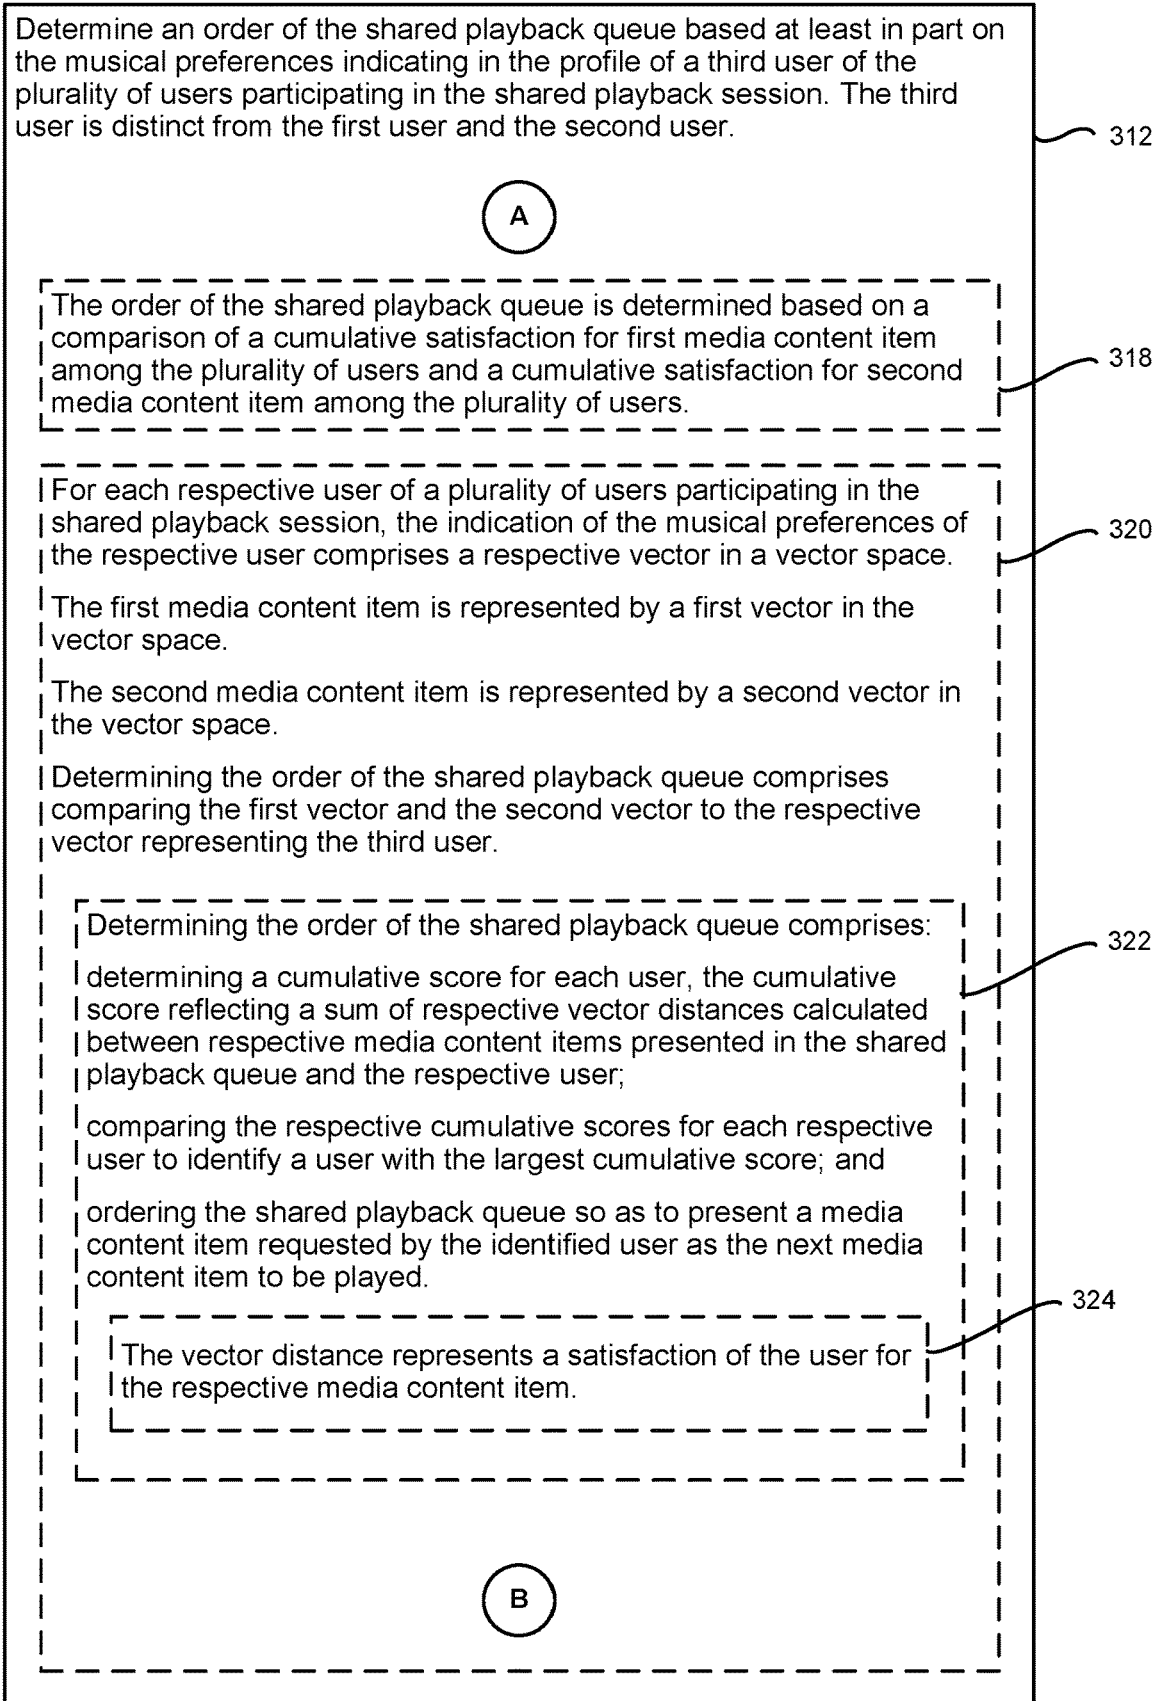 Determine an order of the shared playback queue based at least in part on
the musical preferences indicating in the profile of a third user of the
plurality of users participating in the shared playback session. The third
user is distinct from the first user and the second user.
312
A
The order of the shared playback queue is determined based on a
comparison of a cumulative satisfaction for first media content item
among the plurality of users and a cumulative satisfaction for second
media content item among the plurality of users.
318
For each respective user of a plurality of users participating in the
shared playback session, the indication of the musical preferences of
the respective user comprises a respective vector in a vector space.
320
The first media content item is represented by a first vector in the
vector space.
The second media content item is represented by a second vector in
the vector space.
Determining the order of the shared playback queue comprises
comparing the first vector and the second vector to the respective
vector representing the third user.
Determining the order of the shared playback queue comprises:
322
determining a cumulative score for each user, the cumulative
score reflecting a sum of respective vector distances calculated
between respective media content items presented in the shared
playback queue and the respective user;
comparing the respective cumulative scores for each respective
user to identify a user with the largest cumulative score; and
ordering the shared playback queue so as to present a media
content item requested by the identified user as the next media
content item to be played.
324
The vector distance represents a satisfaction of the user for
the respective media content item.
B